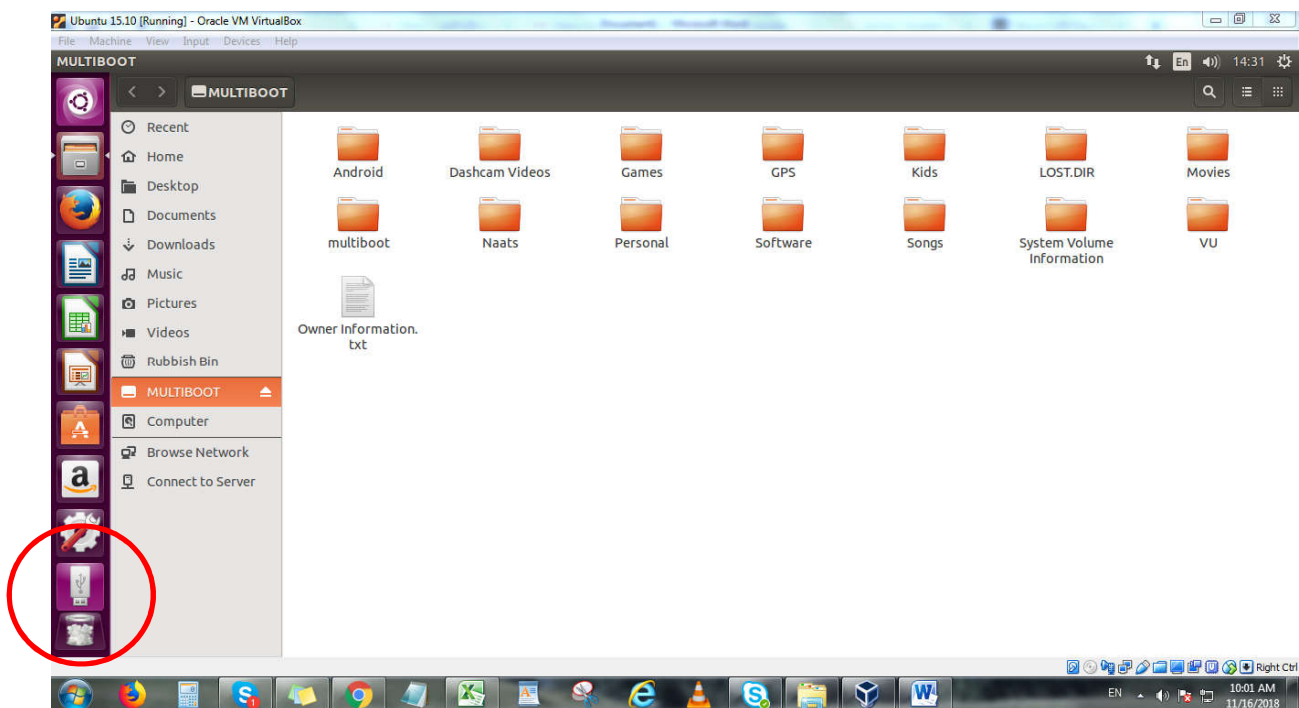 Ubuntu 15.10 [Running] - Oracle VM VirtualBox
File Machine View Input Devices Help
MULTIBOOT
En 14:31
MULTIBOOT
Recent
Home
Desktop
Documents
Downloads
Music
Pictures
Videos
Rubbish Bin
MULTIBOOT
Computer
Browse Network
Connect to Server
Android Dashcam Videos Games GPS Kids LOST.DIR Movies
multiboot Naats Personal Software Songs System Volume VU
Information
Owner Information.
txt
Right Ctrl
EN 10:01 AM
11/16/2018